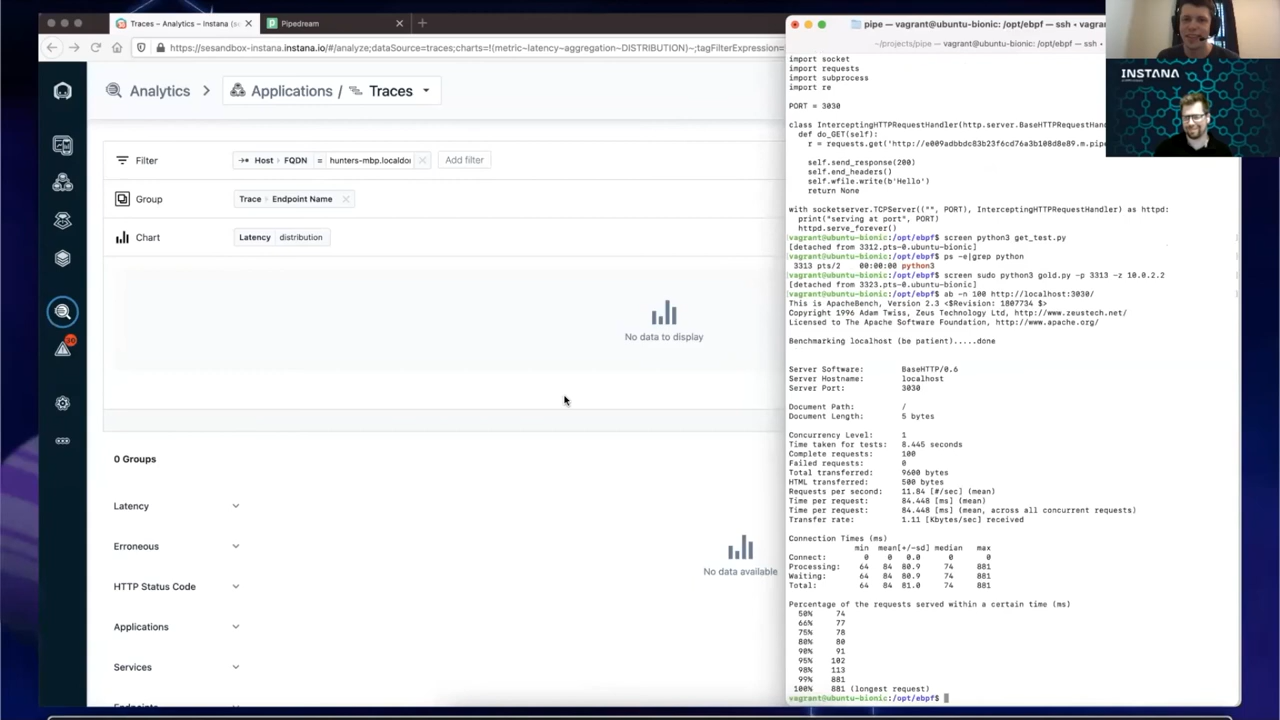 Traces – Analytics – Instana (se
Pipedream
https://sesandbox-instana.instana.io/#/analyze;dataSource=traces;charts=!(metric~latency~aggregation~DISTRIBUTION)~;tagFilterExpression=
Analytics
Applications /
Traces
Filter
Host
FQDN
=
hunters-mbp.localdo
Add filter
Group
Trace
Endpoint Name
Chart
Latency
distribution
No data to display
0 Groups
Latency
Erroneous
HTTP Status Code
Applications
Services
No data available
30
pipe — vagrant@ubuntu-bionic: /opt/ebpf — ssh ◂ vagra
~/projects/pipe — vagrant@ubuntu-bionic: /opt/ebpf — ssh ◂
import socket
import requests
import subprocess
import re
PORT = 3030
class InterceptingHTTPRequestHandler(http.server.BaseHTTPRequestHand
def do_GET(self):
r = requests.get('http://e009adbbdc83b23f6cd76a3b108d8e89.m.pipe
self.send_response(200)
self.end_headers()
self.wfile.write(b'Hello')
return None
with socketserver.TCPServer(("", PORT), InterceptingHTTPRequestHandler) as httpd:
print("serving at port", PORT)
httpd.serve_forever()
[vagrant@ubuntu-bionic:/opt/ebpf$ screen python3 get_test.py
[detached from 3312.pts-0.ubuntu-bionic]
[vagrant@ubuntu-bionic:/opt/ebpf$ ps -e|grep python
3313 pts/2 00:00:00 python3
[vagrant@ubuntu-bionic:/opt/ebpf$ screen sudo python3 gold.py -p 3313 -z 10.0.2.2
[detached from 3323.pts-0.ubuntu-bionic]
[vagrant@ubuntu-bionic:/opt/ebpf$ ab -n 100 http://localhost:3030/
This is ApacheBench, Version 2.3 <$Revision: 1807734 $>
Copyright 1996 Adam Twiss, Zeus Technology Ltd, http://www.zeustech.net/
Licensed to The Apache Software Foundation, http://www.apache.org/
Benchmarking localhost (be patient).....done
Server Software: BaseHTTP/0.6
Server Hostname: localhost
Server Port: 3030
Document Path: /
Document Length: 5 bytes
Concurrency Level: 1
Time taken for tests: 8.445 seconds
Complete requests: 100
Failed requests: 0
Total transferred: 9600 bytes
HTML transferred: 500 bytes
Requests per second: 11.84 [#/sec] (mean)
Time per request: 84.448 [ms] (mean)
Time per request: 84.448 [ms] (mean, across all concurrent requests)
Transfer rate: 1.11 [Kbytes/sec] received
Connection Times (ms)
min mean[+/-sd] median max
Connect: 0 0 0.0 0 0
Processing: 64 84 80.9 74 881
Waiting: 64 84 80.9 74 881
Total: 64 84 81.0 74 881
Percentage of the requests served within a certain time (ms)
50% 74
66% 77
75% 78
80% 80
90% 91
95% 102
98% 113
99% 881
100% 881 (longest request)
vagrant@ubuntu-bionic:/opt/ebpf$
INSTANA